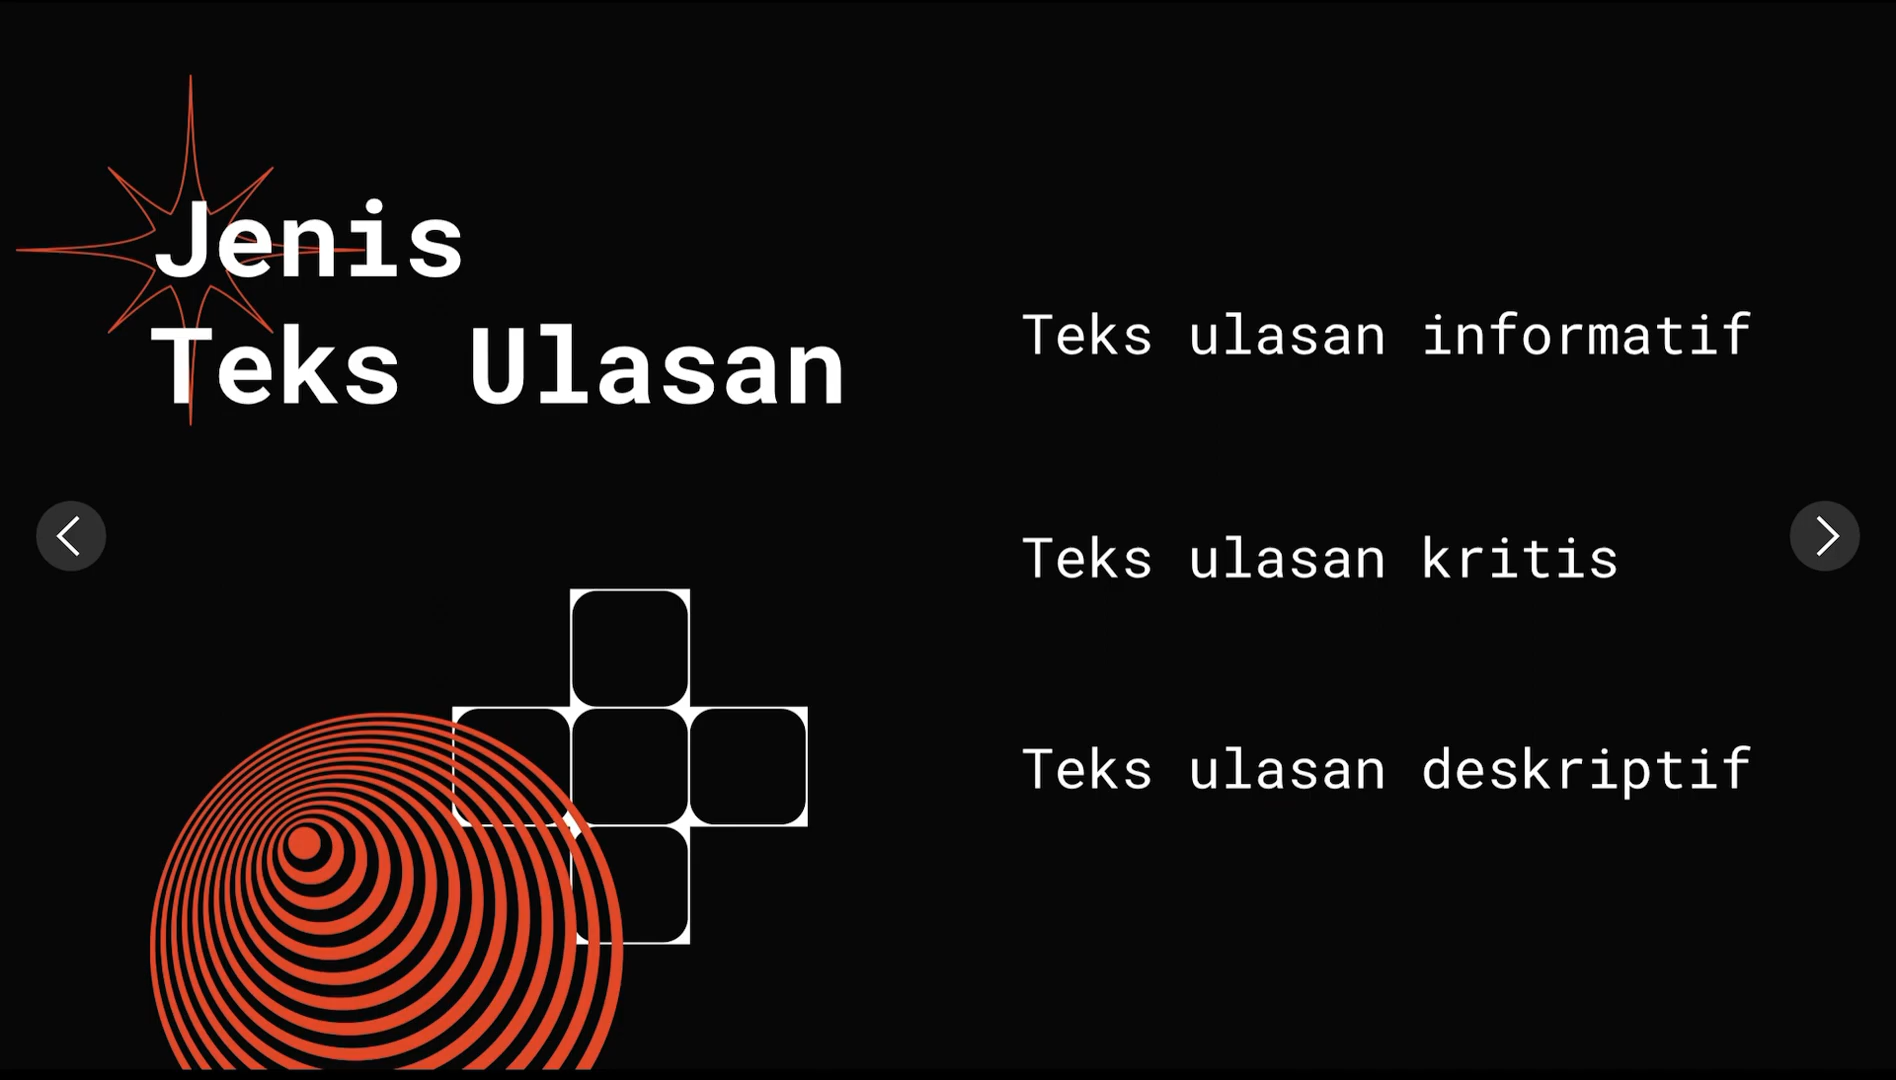 Jenis
Teks Ulasan
Teks ulasan informatif
Teks ulasan kritis
Teks ulasan deskriptif